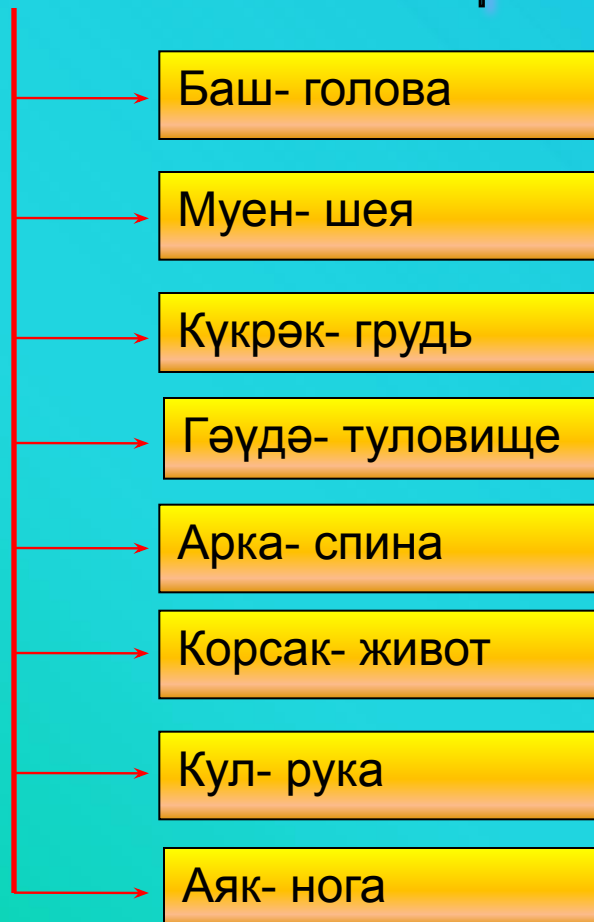 Баш- голова
Муен- шея
Күкрәк- грудь
Гәүдә- туловище
Арка- спина
Корсак- живот
Кул- рука
Аяк- нога